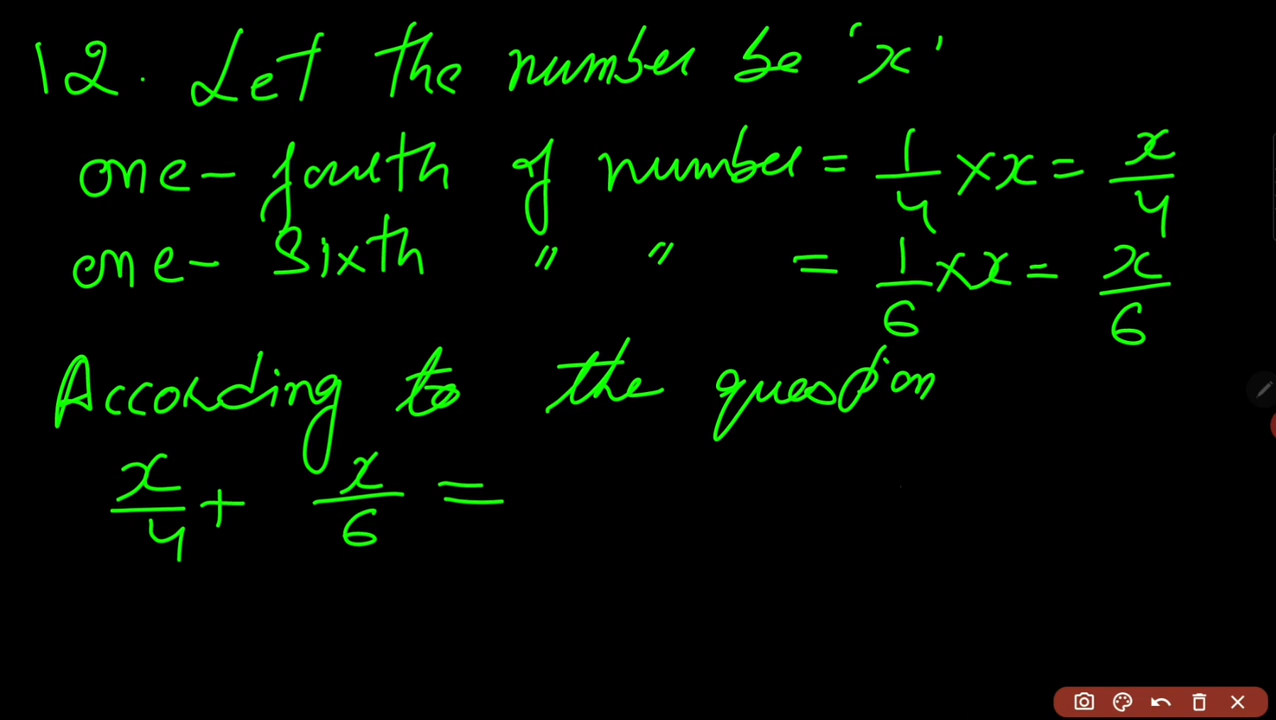 12. Let the number be 'x'
one-fourth of number = 1/4 × x = x/4
one-sixth " " = 1/6 × x = x/6
According to the question
x/4 + x/6 =